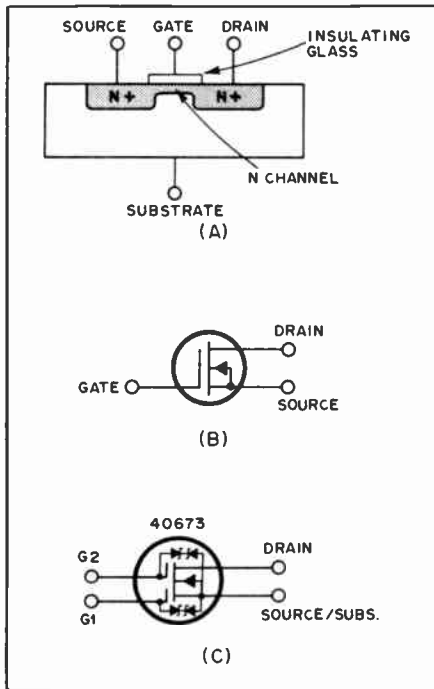 SOURCE GATE DRAIN
INSULATING
GLASS
N+ N+
N CHANNEL
SUBSTRATE
(A)
DRAIN
GATE
SOURCE
(B)
40673
G2
DRAIN
G1
SOURCE/SUBS.
(C)